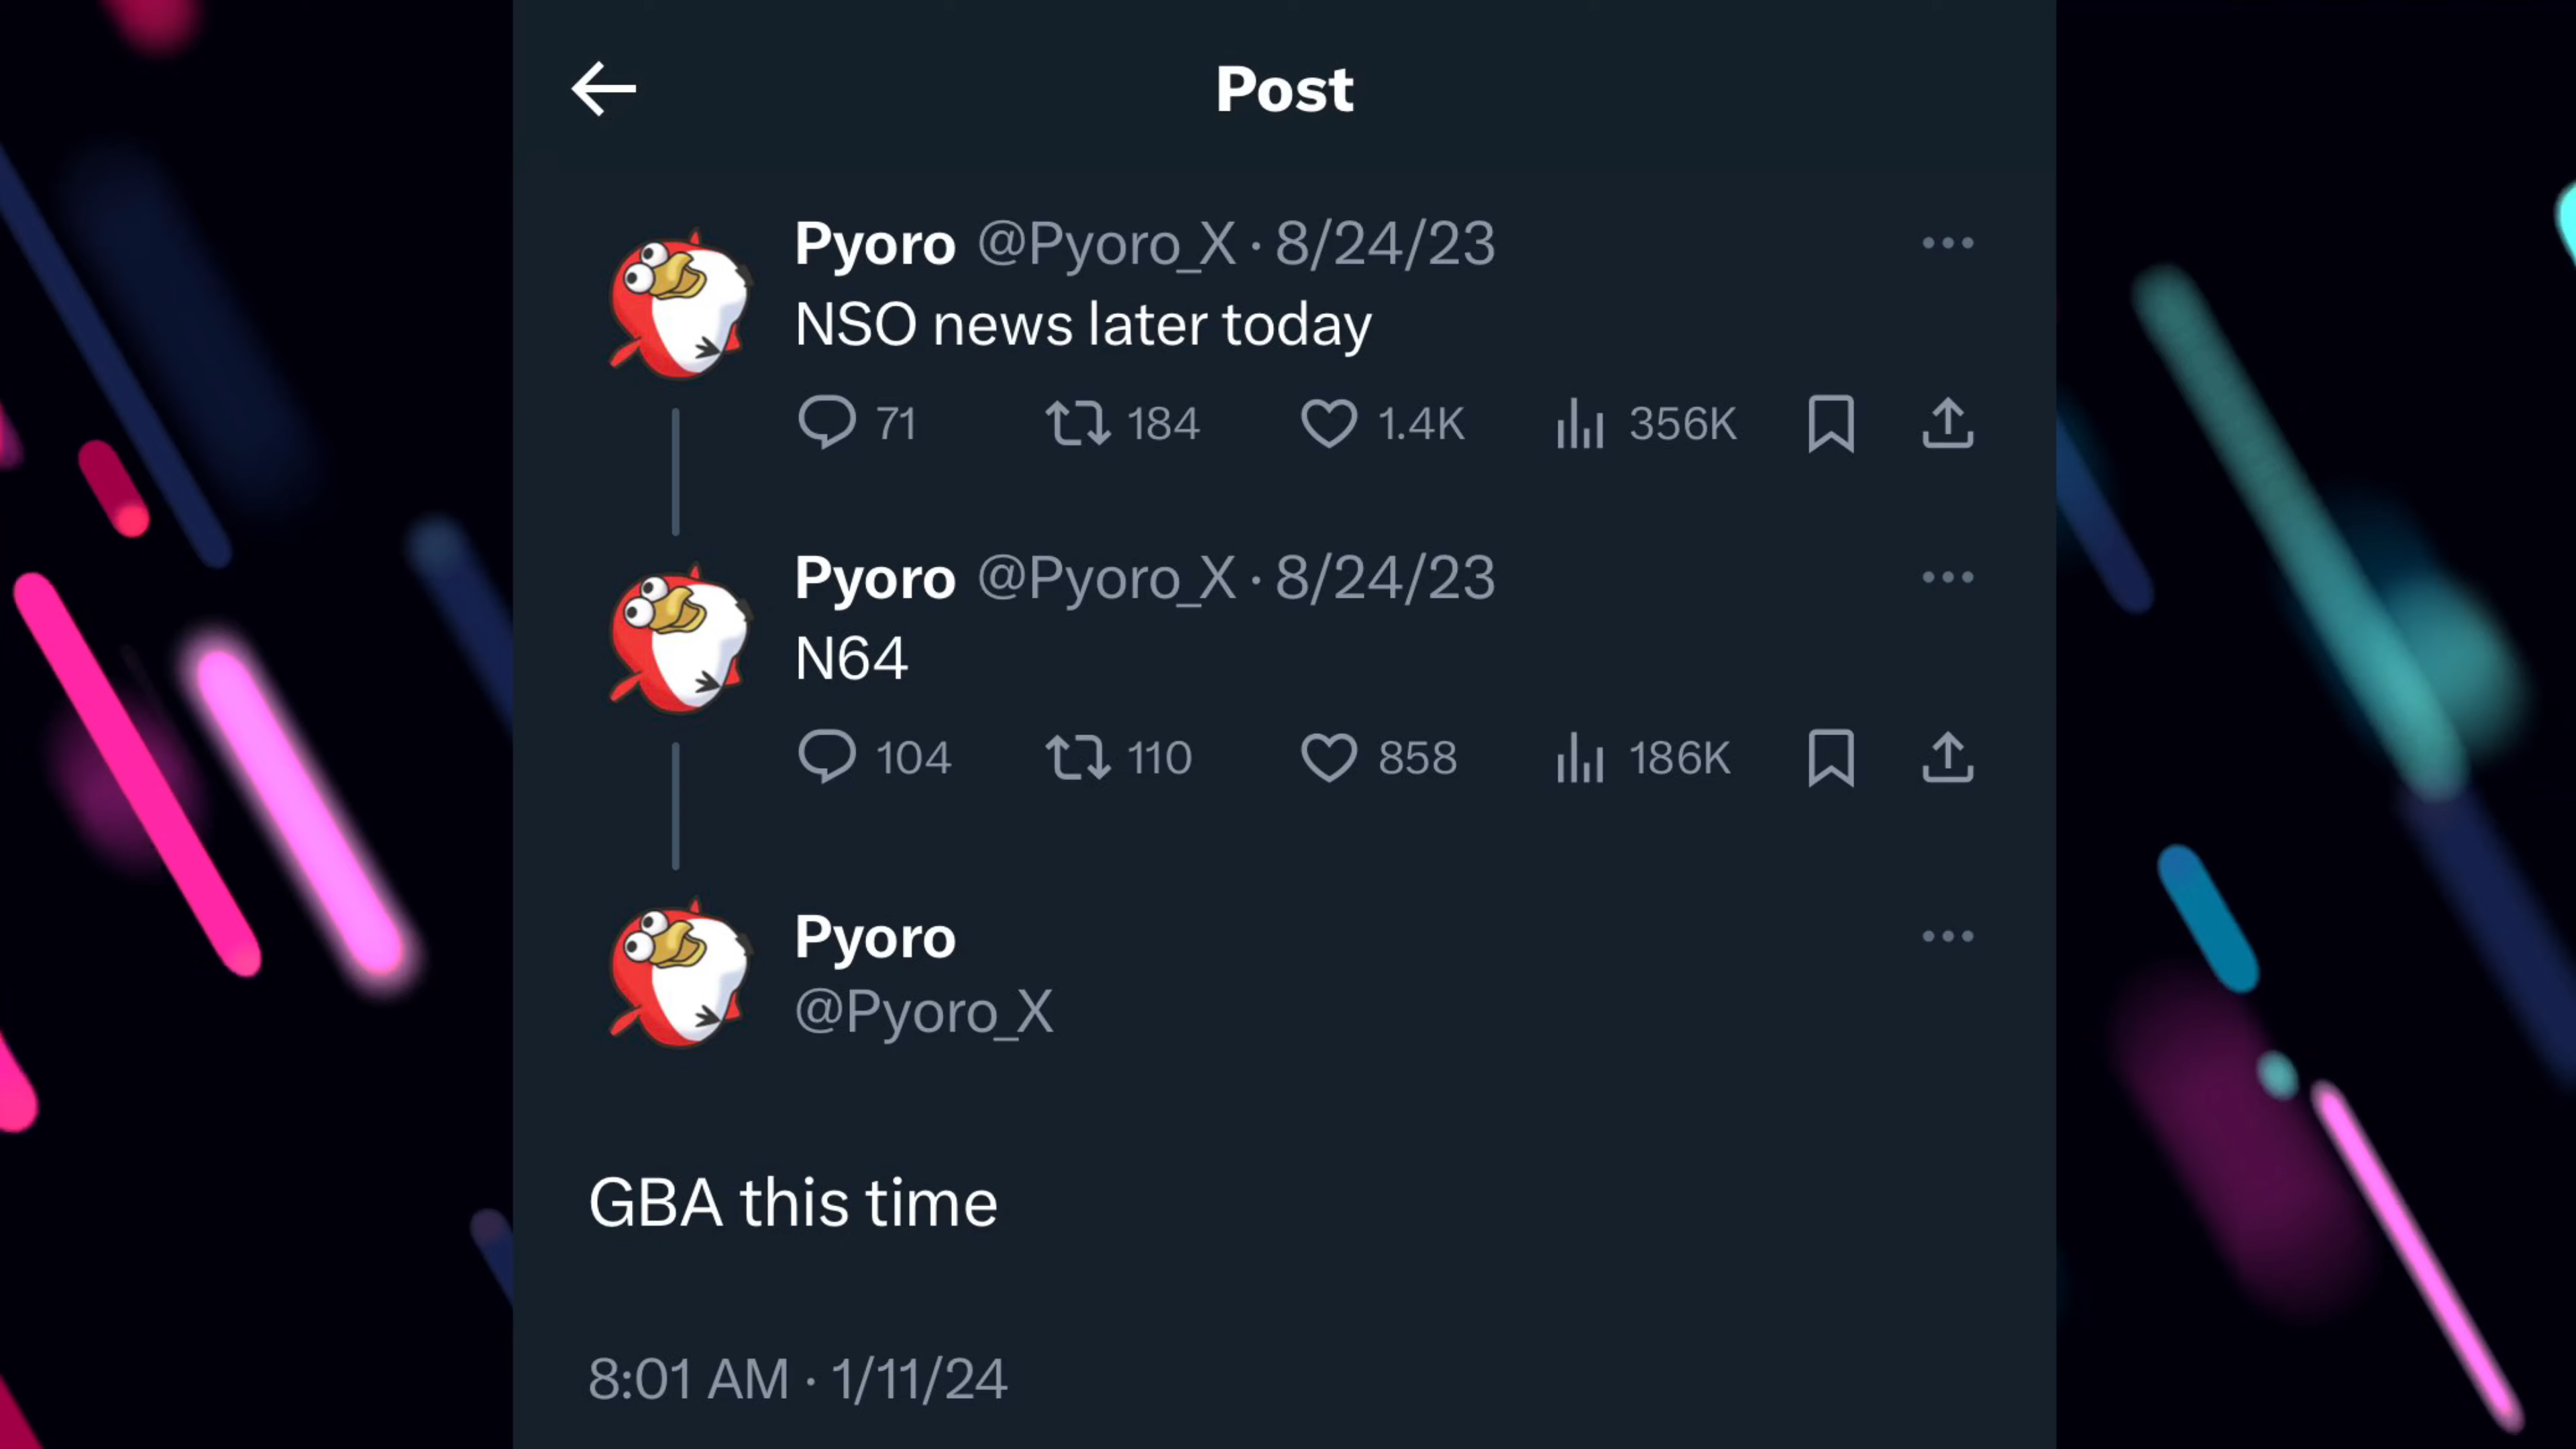 Post
Pyoro @Pyoro_X · 8/24/23
NSO news later today
71 184 1.4K 356K
Pyoro @Pyoro_X · 8/24/23
N64
104 110 858 186K
Pyoro
@Pyoro_X
GBA this time
8:01 AM · 1/11/24